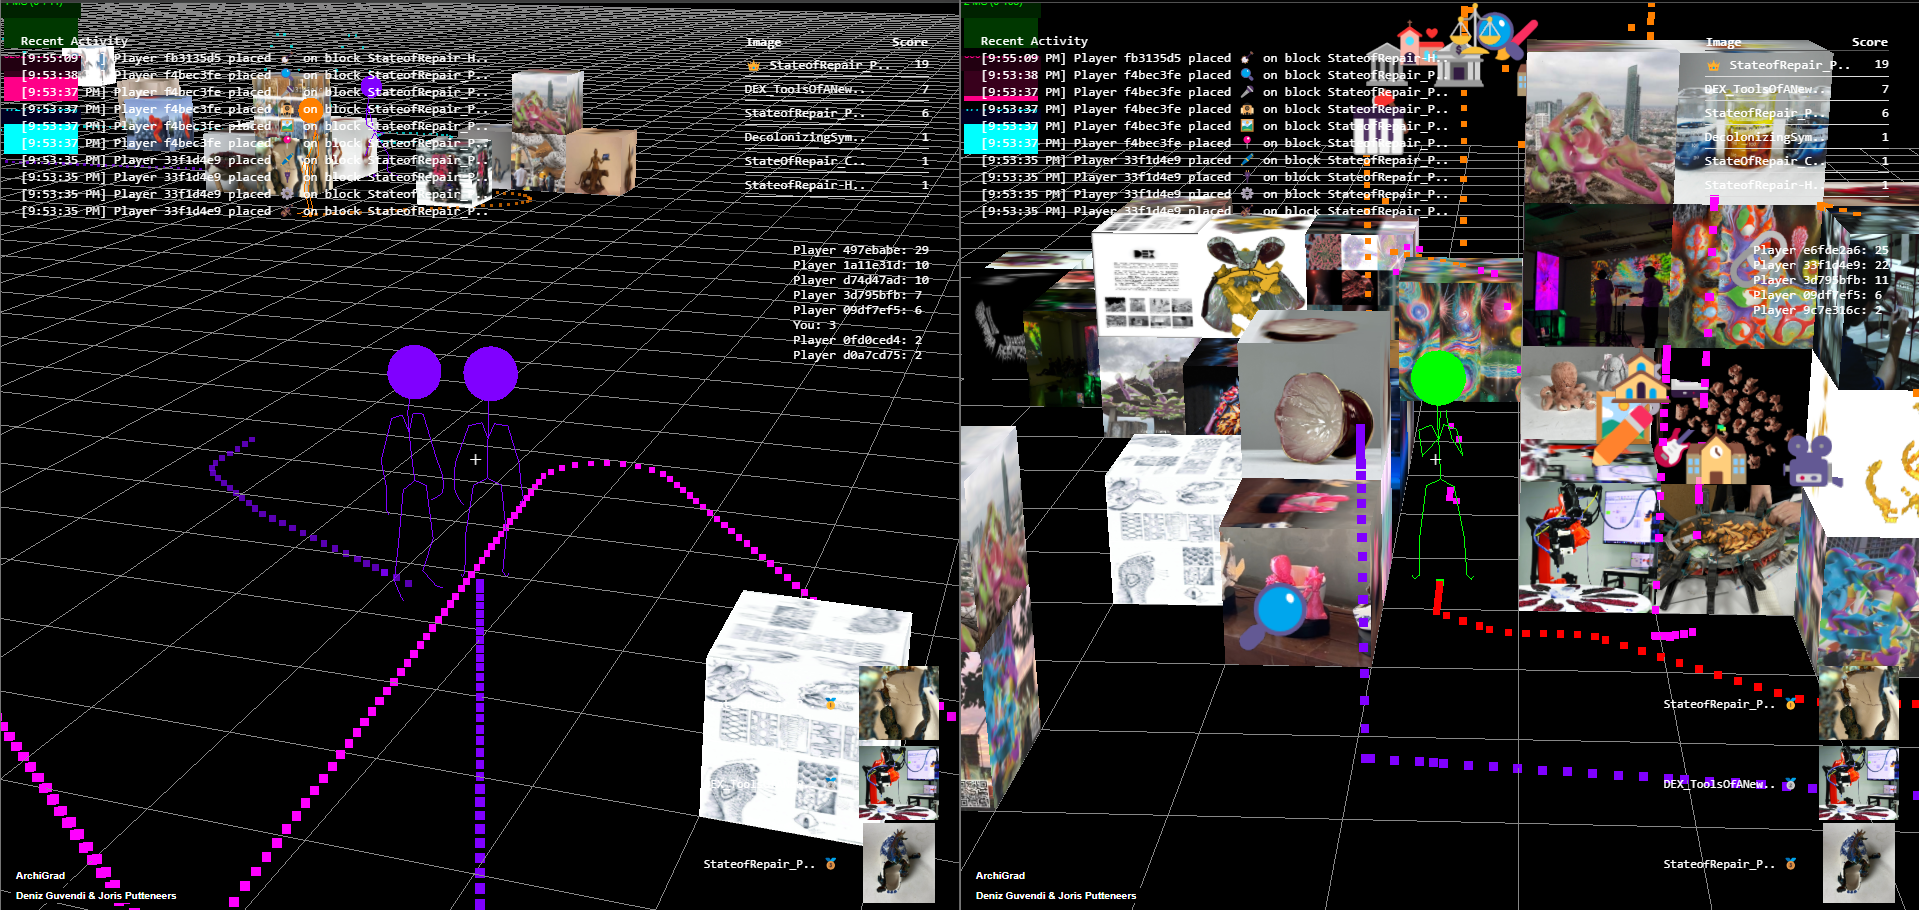 Recent Activity
[9:55:09 PM] Player fb3135d5 placed on block StateofRepair-H..
[9:53:38 PM] Player f4bec3fe placed on block StateofRepair_P..
[9:53:37 PM] Player f4bec3fe placed on block StateofRepair_P..
[9:53:37 PM] Player f4bec3fe placed on block StateofRepair_P..
[9:53:37 PM] Player f4bec3fe placed on block StateofRepair_P..
[9:53:37 PM] Player f4bec3fe placed on block StateofRepair_P..
[9:53:35 PM] Player 33f1d4e9 placed on block StateofRepair_P..
[9:53:35 PM] Player 33f1d4e9 placed on block StateofRepair_P..
[9:53:35 PM] Player 33f1d4e9 placed on block StateofRepair_P..
[9:53:35 PM] Player 33f1d4e9 placed on block StateofRepair_P..
Image Score
StateofRepair_P.. 19
DEX_ToolsOfANew.. 7
StateofRepair_P.. 6
DecolonizingSym.. 1
StateOfRepair_C.. 1
StateofRepair-H.. 1
Player 497ebabe: 29
Player 1a11e31d: 10
Player d74d47ad: 10
Player 3d795bfb: 7
Player 09df7ef5: 6
You: 3
Player 0fd0ced4: 2
Player d0a7cd75: 2
StateofRepair_P..
ArchiGrad
Deniz Guvendi & Joris Putteneers
Recent Activity
[9:55:09 PM] Player fb3135d5 placed on block StateofRepair-H..
[9:53:38 PM] Player f4bec3fe placed on block StateofRepair_P..
[9:53:37 PM] Player f4bec3fe placed on block StateofRepair_P..
[9:53:37 PM] Player f4bec3fe placed on block StateofRepair_P..
[9:53:37 PM] Player f4bec3fe placed on block StateofRepair_P..
[9:53:37 PM] Player f4bec3fe placed on block StateofRepair_P..
[9:53:35 PM] Player 33f1d4e9 placed on block StateofRepair_P..
[9:53:35 PM] Player 33f1d4e9 placed on block StateofRepair_P..
[9:53:35 PM] Player 33f1d4e9 placed on block StateofRepair_P..
[9:53:35 PM] Player 33f1d4e9 placed on block StateofRepair_P..
Image Score
StateofRepair_P.. 19
DEX_ToolsOfANew.. 7
StateofRepair_P.. 6
DecolonizingSym.. 1
StateOfRepair_C.. 1
StateofRepair-H.. 1
DEX
Player e6fde2a6: 25
Player 33f1d4e9: 22
Player 3d795bfb: 11
Player 09df7ef5: 6
Player 9c7e316c: 2
StateofRepair_P..
DEX_ToolsOfANew..
StateofRepair_P..
ArchiGrad
Deniz Guvendi & Joris Putteneers